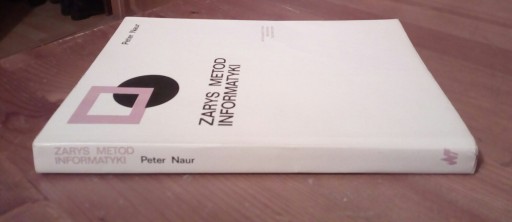 Peter Naur
ZARYS METOD
INFORMATYKI
ZARYS METOD
INFORMATYKI
Peter Naur